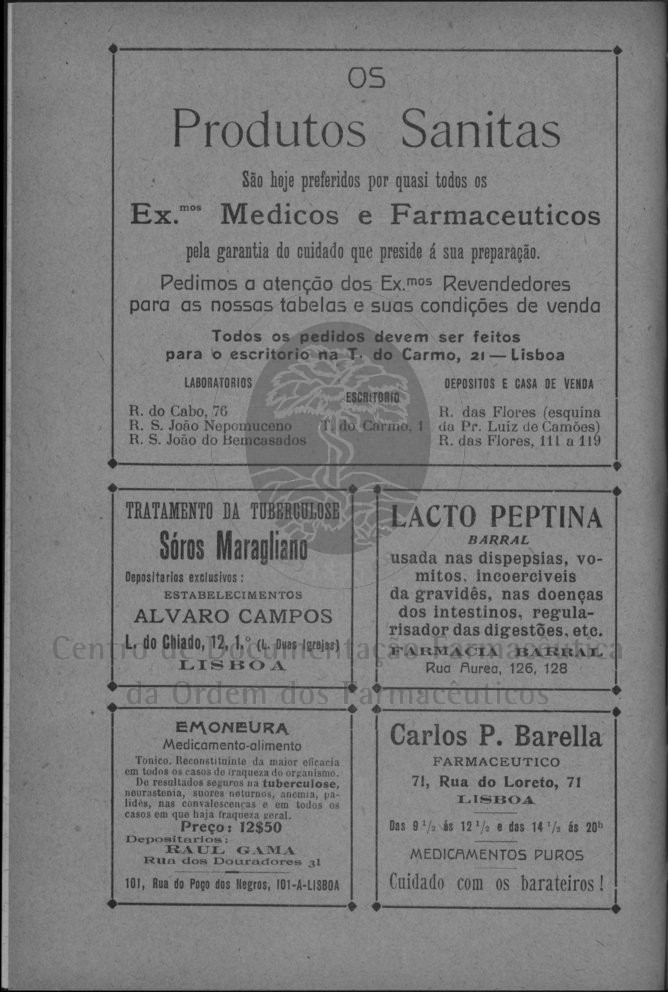 OS
Produtos Sanitas
São hoje preferidos por quasi todos os
Ex.mos Medicos e Farmaceuticos
pela garantia do cuidado que preside á sua preparação.
Pedimos a atenção dos Ex.mos Revendedores
para as nossas tabelas e suas condições de venda
Todos os pedidos devem ser feitos
para o escritorio na T. do Carmo, 21 — Lisboa
LABORATORIOS
R. do Cabo, 76
R. S. João Nepomuceno
R. S. João do Bemcasados
ESCRITORIO
T. do Carmo, 1
DEPOSITOS E CASA DE VENDA
R. das Flores (esquina
da Pr. Luiz de Camões)
R. das Flores, 111 a 119
TRATAMENTO DA TUBERCULOSE
Sóros Maragliano
Depositarios exclusivos:
ESTABELECIMENTOS
ALVARO CAMPOS
L. do Chiado, 12, 1.º (L. Duas Igrejas)
LISBOA
LACTO PEPTINA
BARRAL
usada nas dispepsias, vo-
mitos, incoerciveis
da gravidês, nas doenças
dos intestinos, regula-
risador das digestões, etc.
FARMACIA BARRAL
Rua Aurea, 126, 128
Centro de Documentação Farmacêutica
da Ordem dos Farmacêuticos
EMONEURA
Medicamento-alimento
Tonico. Reconstituinte da maior eficacia
em todos os casos de fraqueza do organismo.
De resultados seguros na tuberculose,
neurastenia, suores noturnos, anemia, pa-
lidês, nas convalescenças e em todos os
casos em que haja fraqueza geral.
Preço: 12$50
Depositarios:
RAUL GAMA
Rua dos Douradores 31
101, Rua do Poço dos Negros, 101-A-LISBOA
Carlos P. Barella
FARMACEUTICO
71, Rua do Loreto, 71
LISBOA
Das 9 1/2 ás 12 1/2 e das 14 1/2 ás 20h
MEDICAMENTOS PUROS
Cuidado com os barateiros!